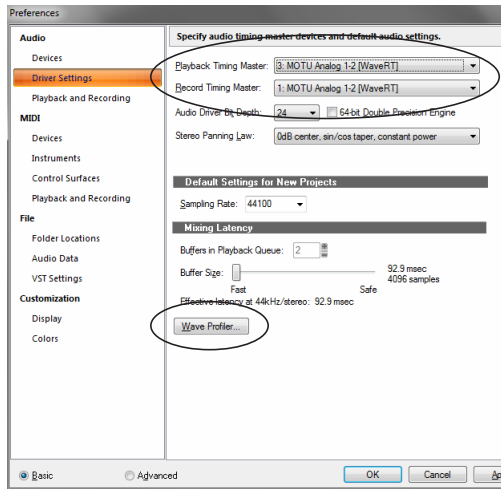 Preferences
Audio
Devices
Driver Settings
Playback and Recording
MIDI
Devices
Instruments
Control Surfaces
Playback and Recording
File
Folder Locations
Audio Data
VST Settings
Customization
Display
Colors
Basic
Advanced
Specify audio timing master devices and default audio settings.
Playback Timing Master: 3: MOTU Analog 1-2 [WaveRT]
Record Timing Master: 1: MOTU Analog 1-2 [WaveRT]
Audio Driver Bit Depth: 24 64-bit Double Precision Engine
Stereo Panning Law: 0dB center, sin/cos taper, constant power
Default Settings for New Projects
Sampling Rate: 44100
Mixing Latency
Buffers in Playback Queue: 2
Buffer Size: 92.9 msec
4096 samples
Fast Safe
Effective latency at 44kHz/stereo: 92.9 msec
Wave Profiler...
OK Cancel Ap